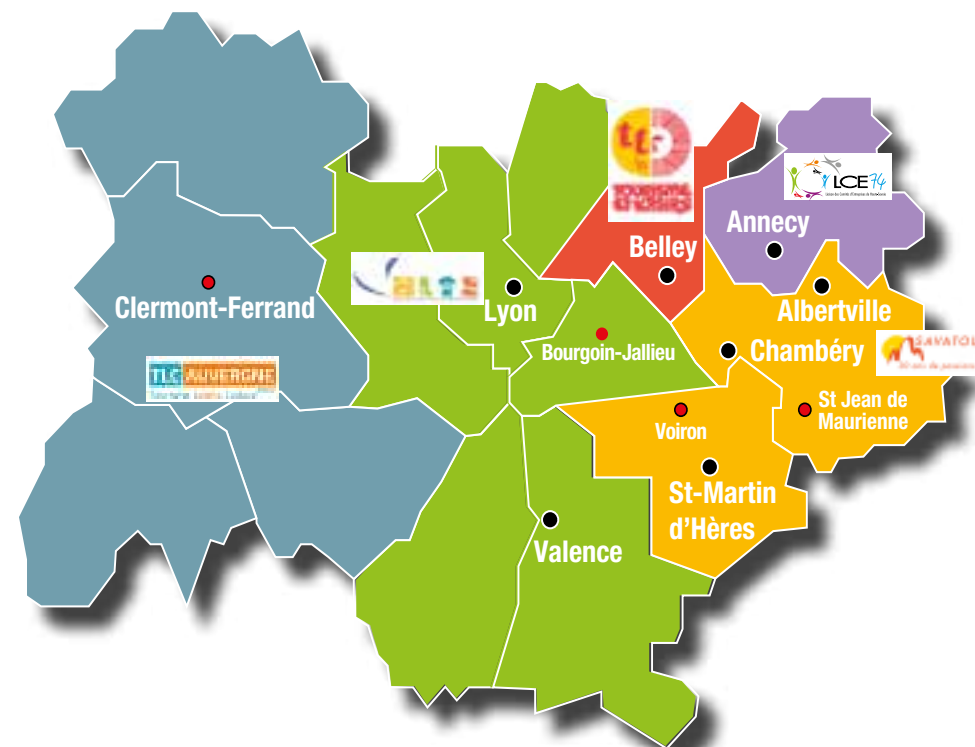 LCE74
Annecy
Belley
Clermont-Ferrand
Lyon
Albertville
Bourgoin-Jallieu
Chambéry
SAVATOU
TLC AUVERGNE
St Jean de
Maurienne
Voiron
St-Martin
d'Hères
Valence